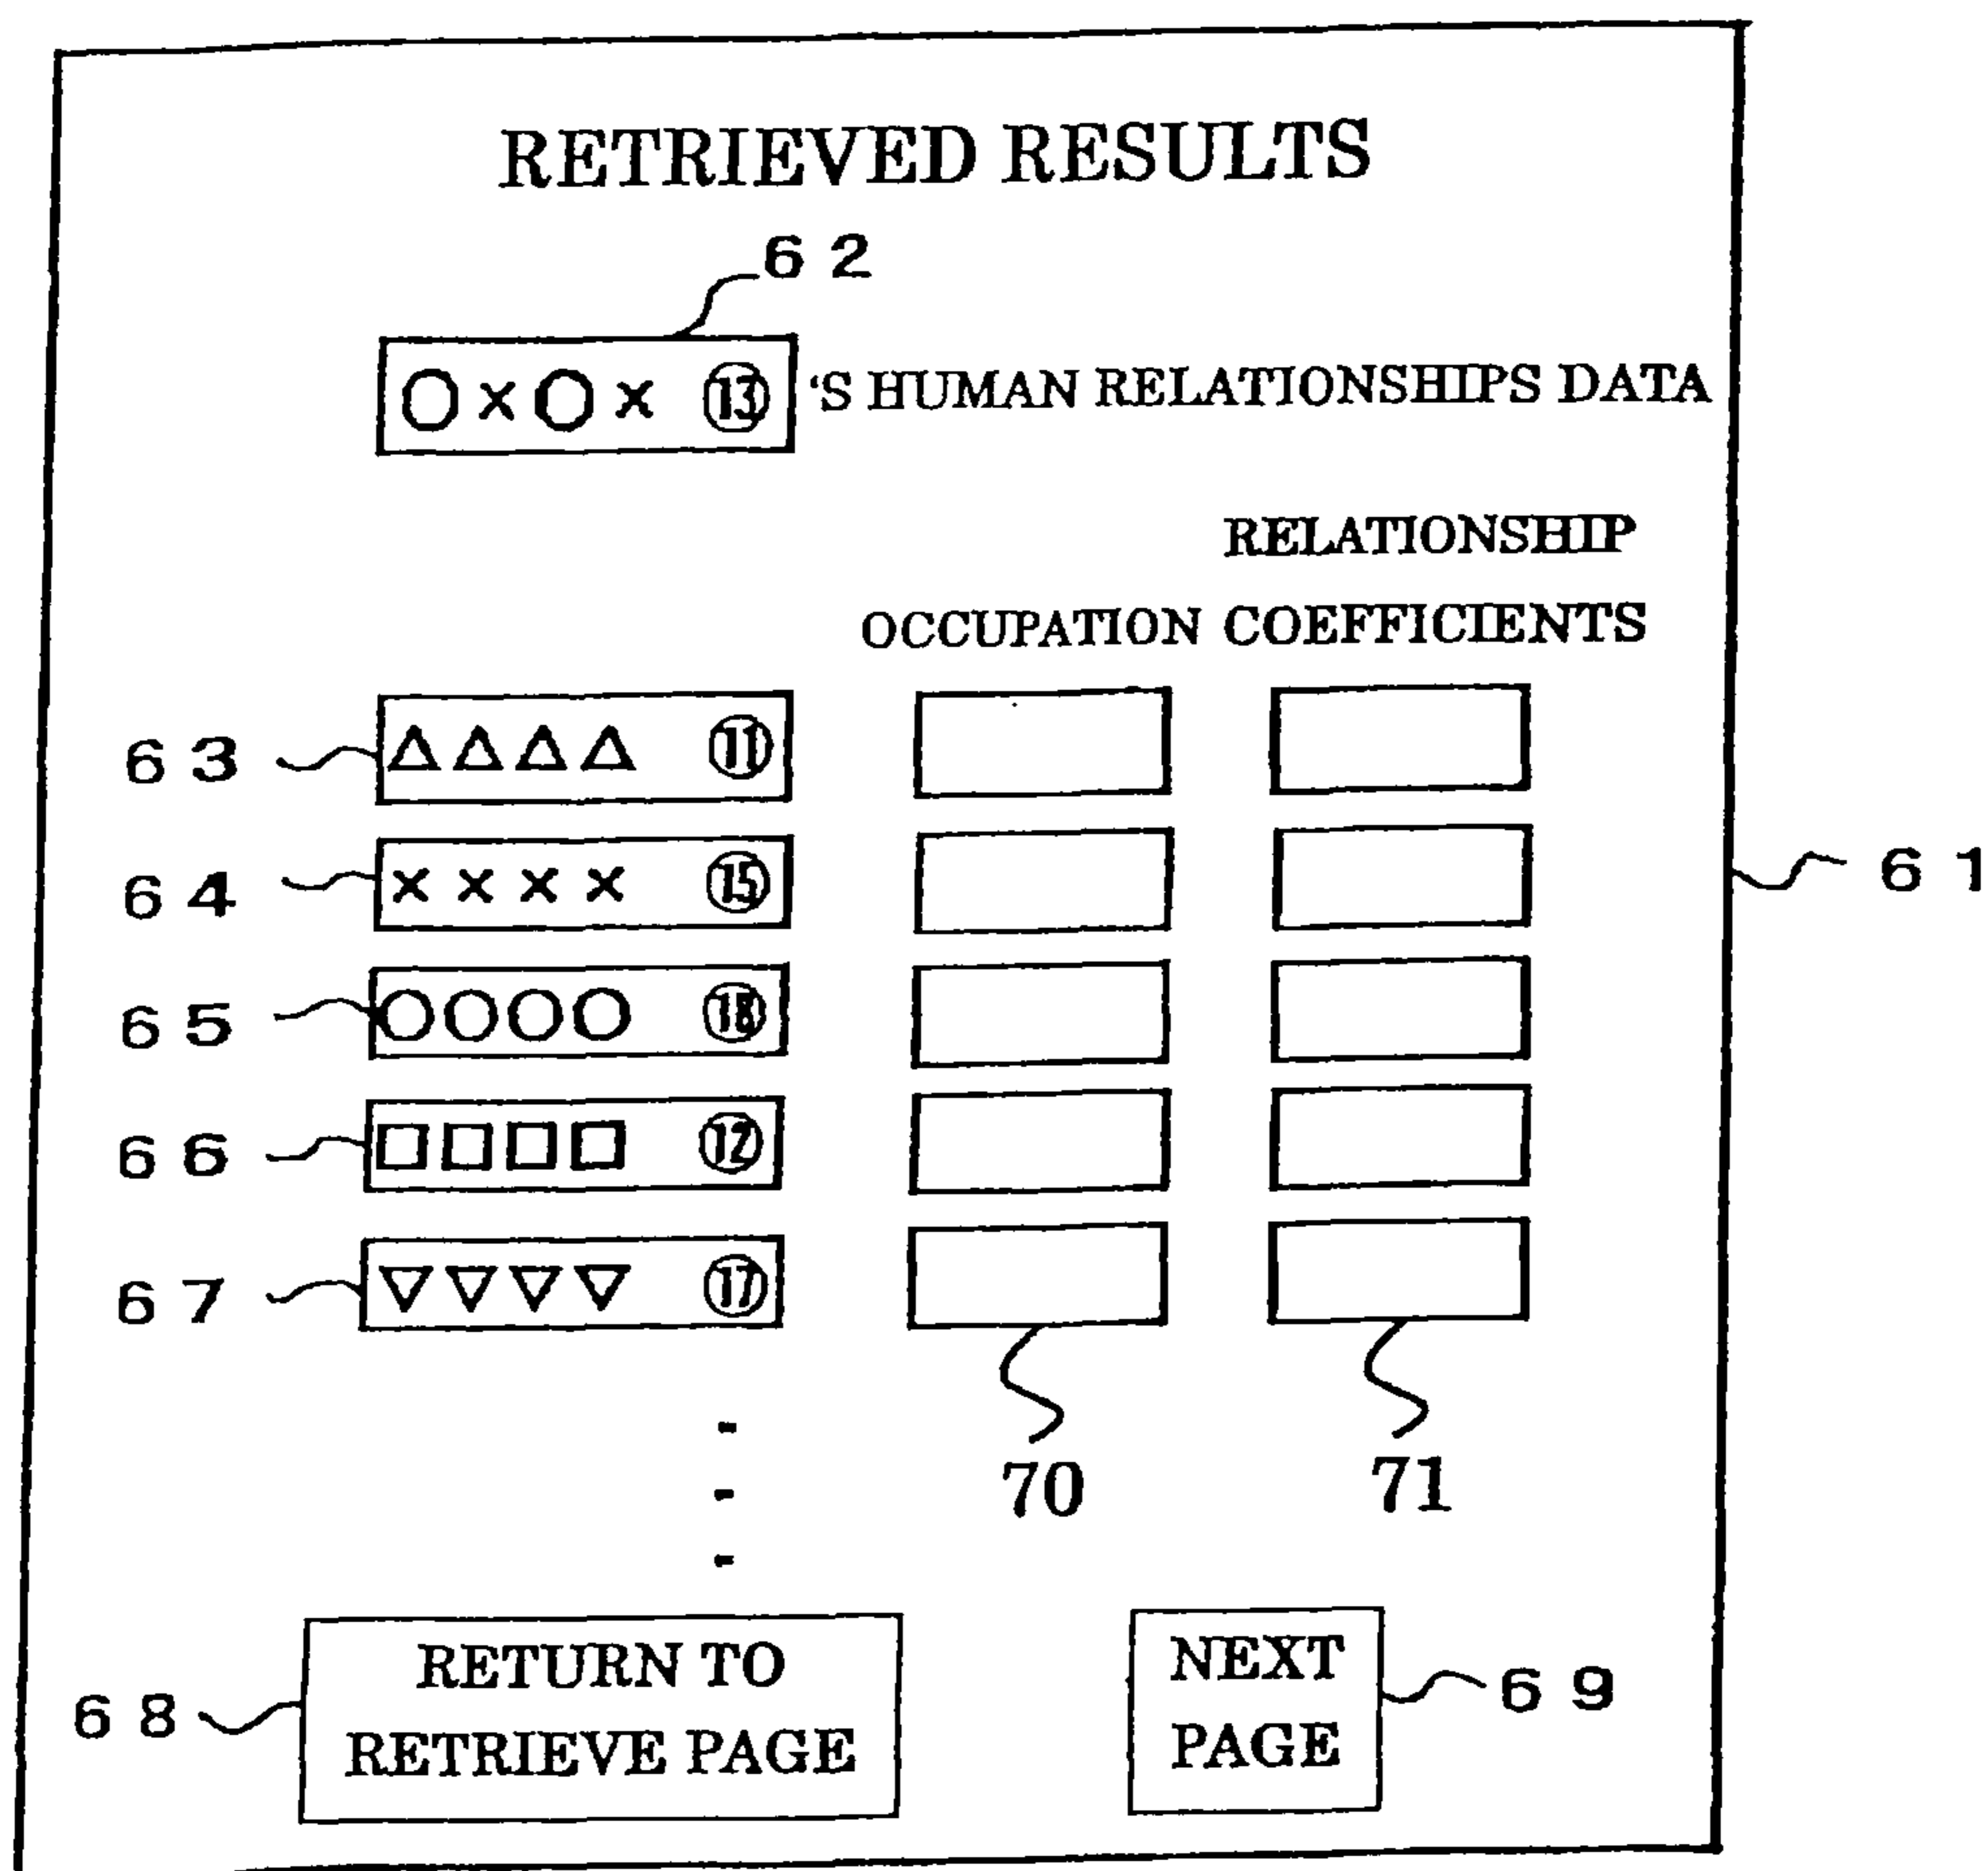 RETRIEVED RESULTS
62
○×○× ⑬ 'S HUMAN RELATIONSHIPS DATA
RELATIONSHIP
OCCUPATION COEFFICIENTS
63 △△△△ ⑪
64 ×××× ⑮
61
65 ○○○○ ⑱
66 □□□□ ⑫
67 ▽▽▽▽ ⑰
70 71
RETURN TO
RETRIEVE PAGE
68
NEXT
PAGE
69